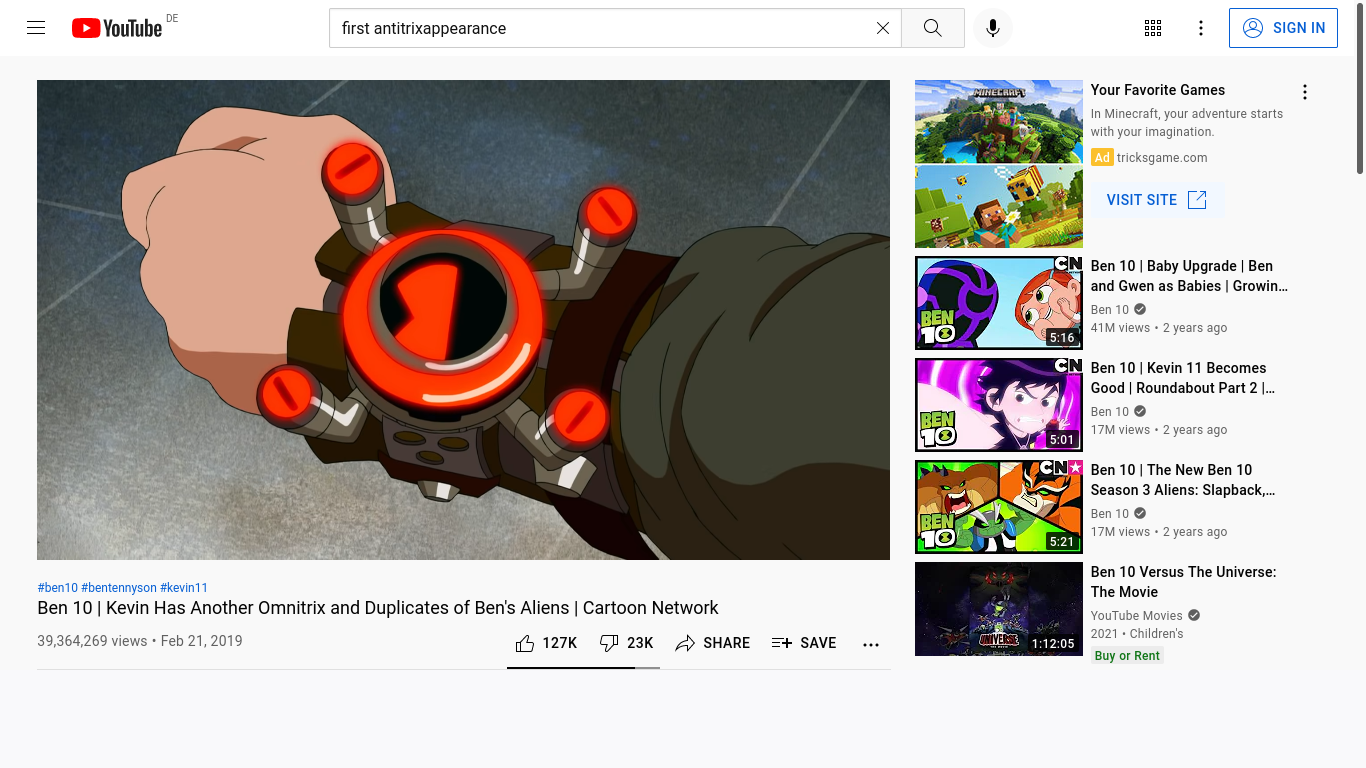 YouTube DE
first antitrixappearance
SIGN IN
MINECRAFT
Your Favorite Games
In Minecraft, your adventure starts
with your imagination.
Ad tricsgame.com
VISIT SITE
CN
BEN
10
5:16
Ben 10 | Baby Upgrade | Ben
and Gwen as Babies | Growin…
Ben 10
41M views • 2 years ago
CN
BEN
10
5:01
Ben 10 | Kevin 11 Becomes
Good | Roundabout Part 2 |…
Ben 10
17M views • 2 years ago
CN
BEN
10
5:21
Ben 10 | The New Ben 10
Season 3 Aliens: Slapback,…
Ben 10
17M views • 2 years ago
UNIVERSE
1:12:05
Ben 10 Versus The Universe:
The Movie
YouTube Movies
2021 • Children's
Buy or Rent
#ben10 #bentennyson #kevin11
Ben 10 | Kevin Has Another Omnitrix and Duplicates of Ben's Aliens | Cartoon Network
39,364,269 views • Feb 21, 2019
127K
23K
SHARE
SAVE